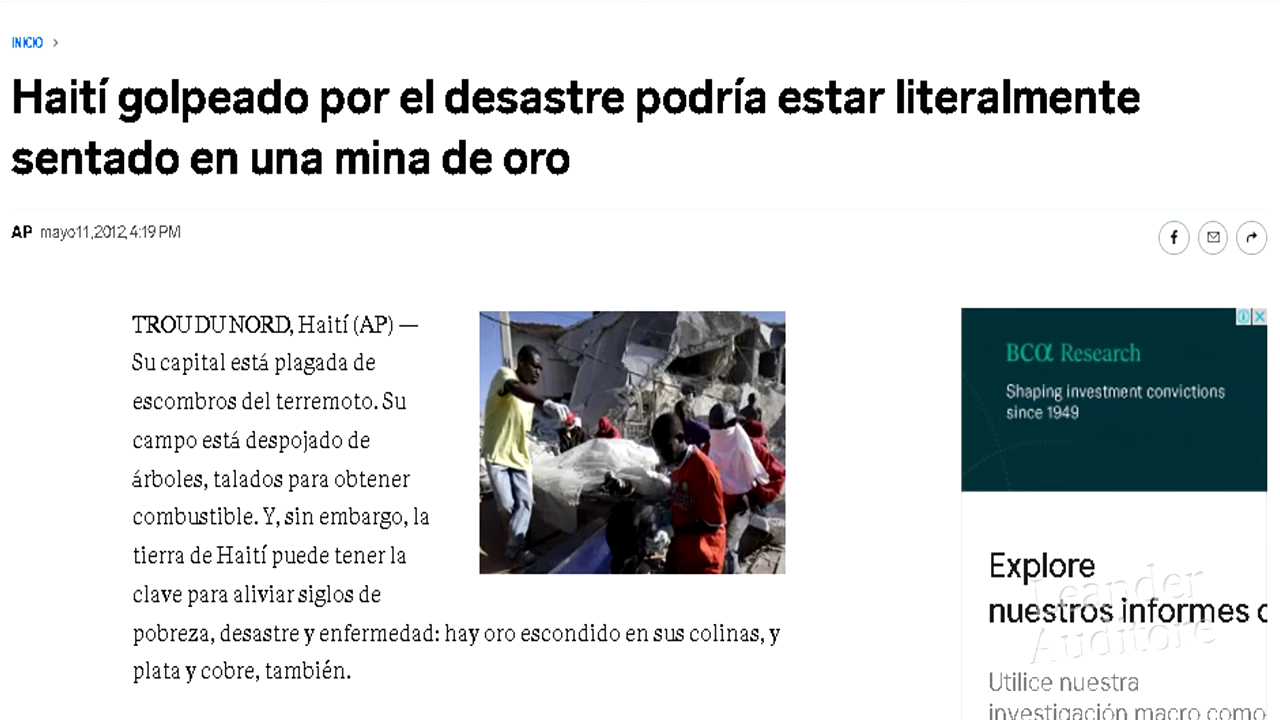 INICIO >
Haití golpeado por el desastre podría estar literalmente
sentado en una mina de oro
AP mayo11,2012,4:19 PM
TROU DU NORD, Haití (AP) —
Su capital está plagada de
escombros del terremoto. Su
campo está despojado de
árboles, talados para obtener
combustible. Y, sin embargo, la
tierra de Haití puede tener la
clave para aliviar siglos de
pobreza, desastre y enfermedad: hay oro escondido en sus colinas, y
plata y cobre, también.
BCα Research
Shaping investment convictions
since 1949
Explore
nuestros informes
Utilice nuestra
investigación macro como
Leander
Auditore